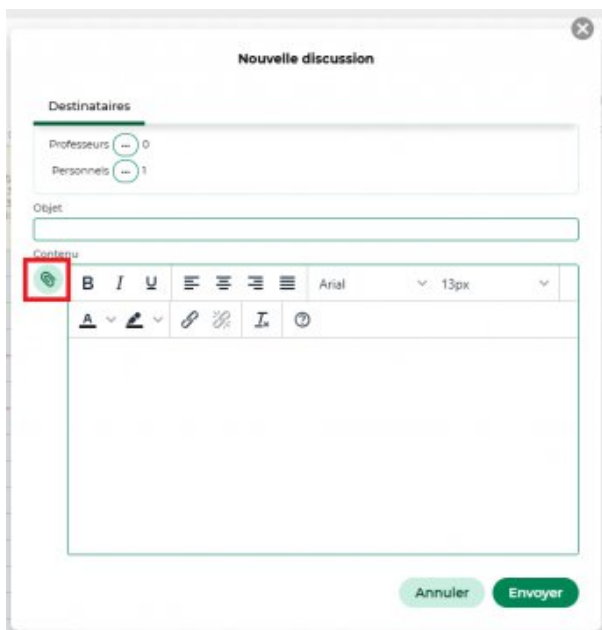 Nouvelle discussion
Destinataires
Professeurs ... 0
Personnels ... 1
Objet
Contenu
B I U Arial 13px
A
Annuler Envoyer